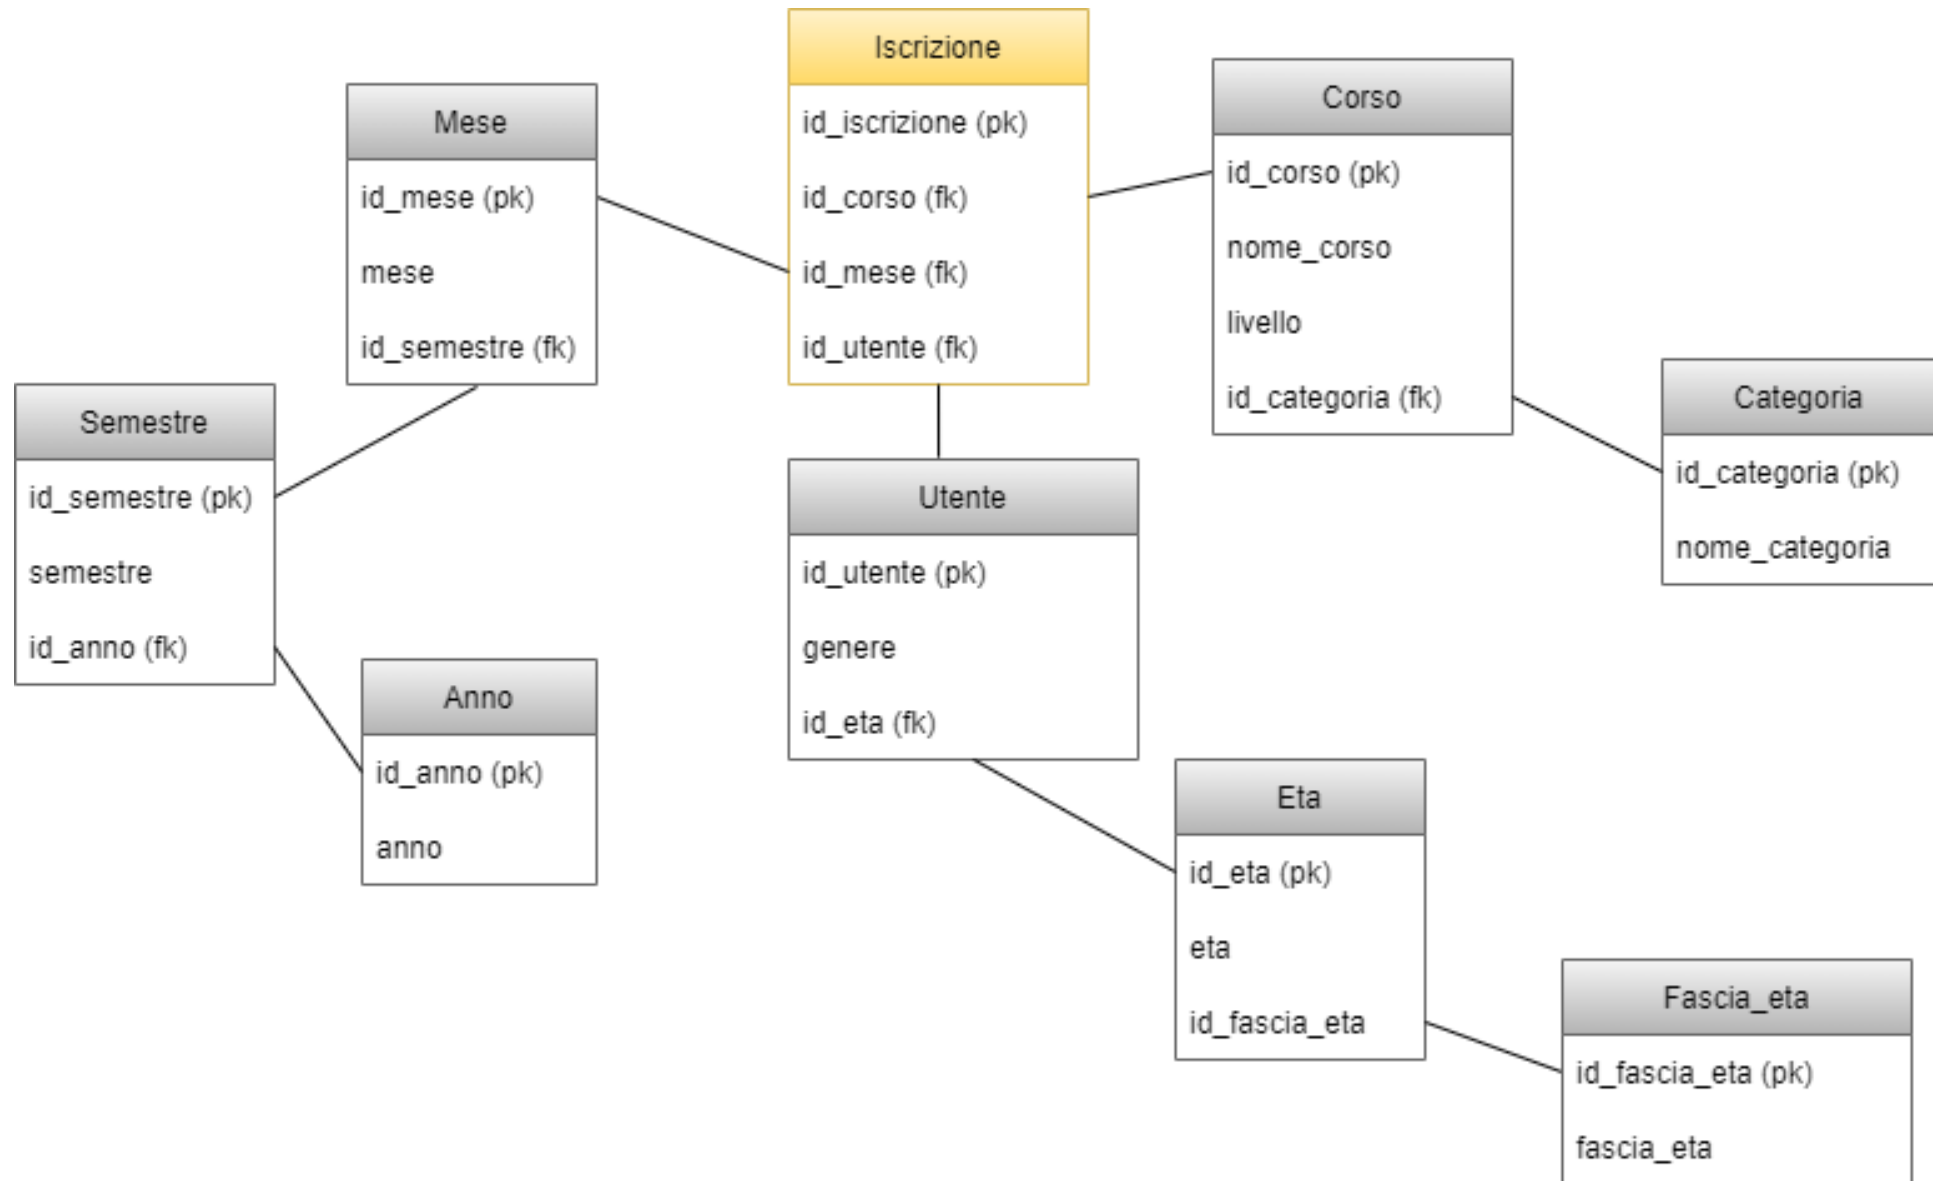 Iscrizione
id_iscrizione (pk)
id_corso (fk)
id_mese (fk)
id_utente (fk)
Mese
id_mese (pk)
mese
id_semestre (fk)
Corso
id_corso (pk)
nome_corso
livello
id_categoria (fk)
Categoria
id_categoria (pk)
nome_categoria
Semestre
id_semestre (pk)
semestre
id_anno (fk)
Anno
id_anno (pk)
anno
Utente
id_utente (pk)
genere
id_eta (fk)
Eta
id_eta (pk)
eta
id_fascia_eta
Fascia_eta
id_fascia_eta (pk)
fascia_eta